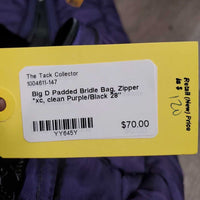 The Tack Collector
1004611-147
Big D Padded Bridle Bag, Zipper
*xc, clean Purple/Black 28"
YY645Y
$70.00
Retail (New) Price
120